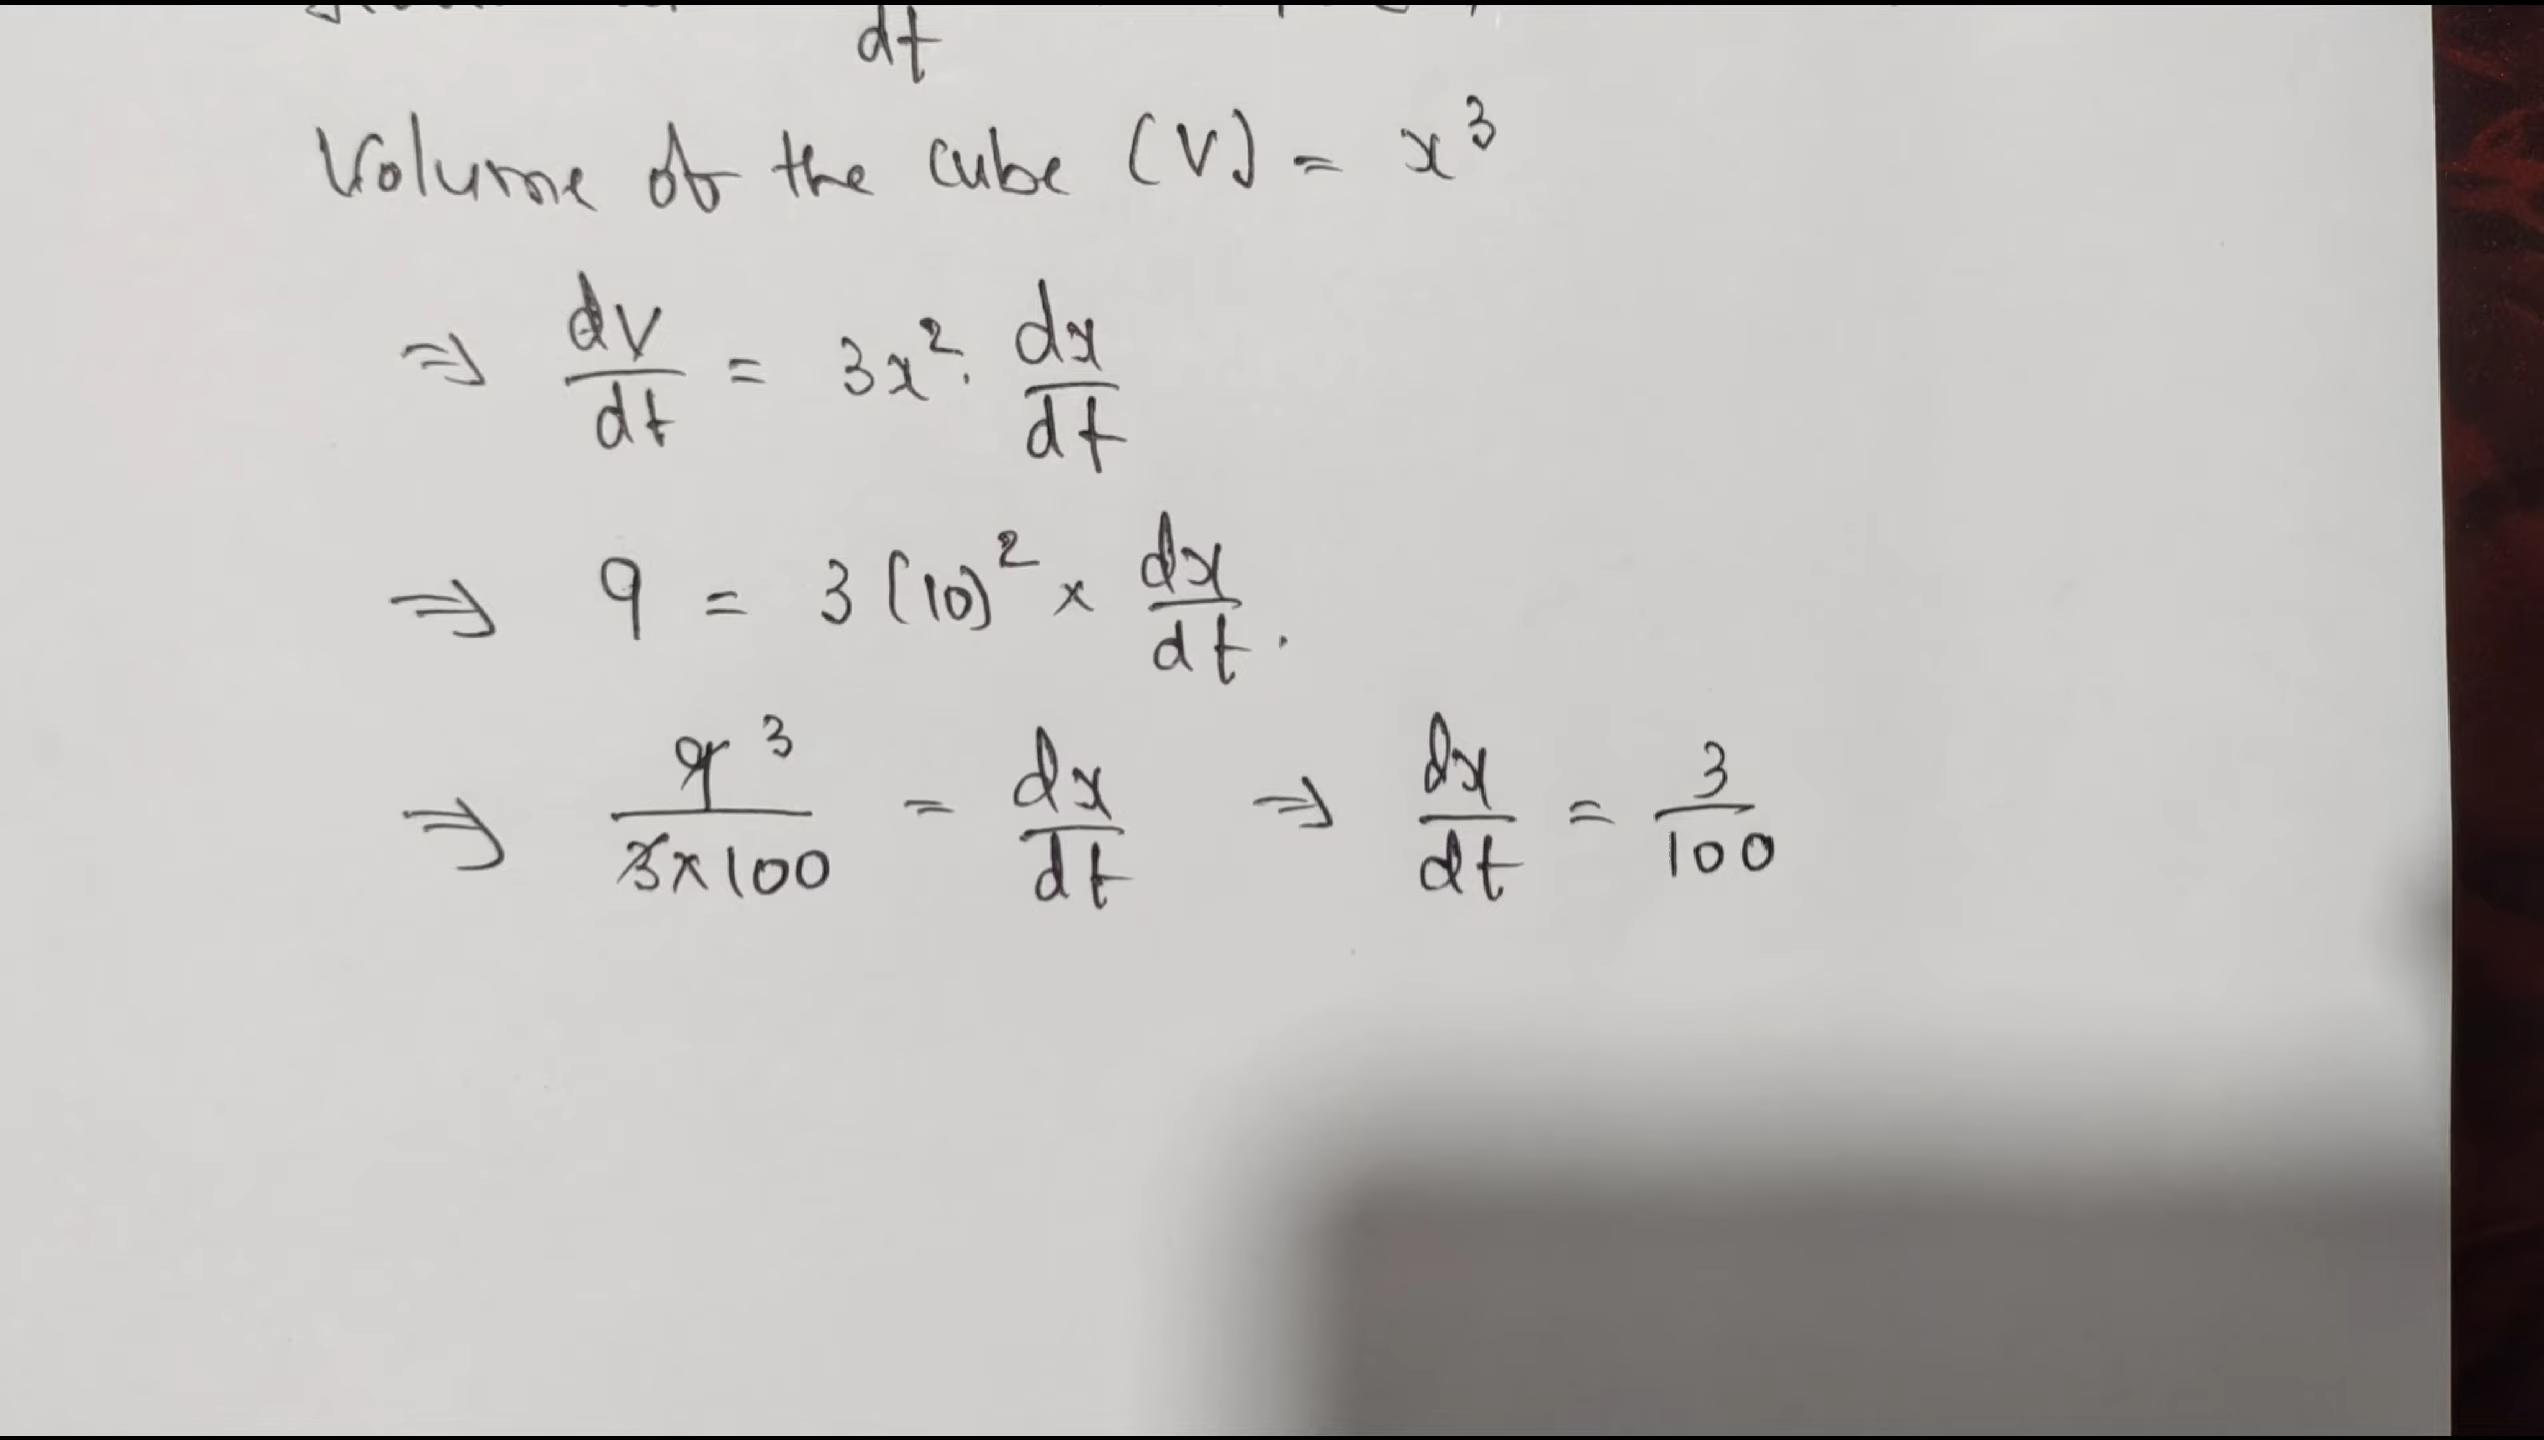 dt
Volume of the cube (V) = x³
⇒ dV/dt = 3x² · dx/dt
⇒ 9 = 3(10)² × dx/dt.
⇒ 9 3/3×100 = dx/dt ⇒ dx/dt = 3/100